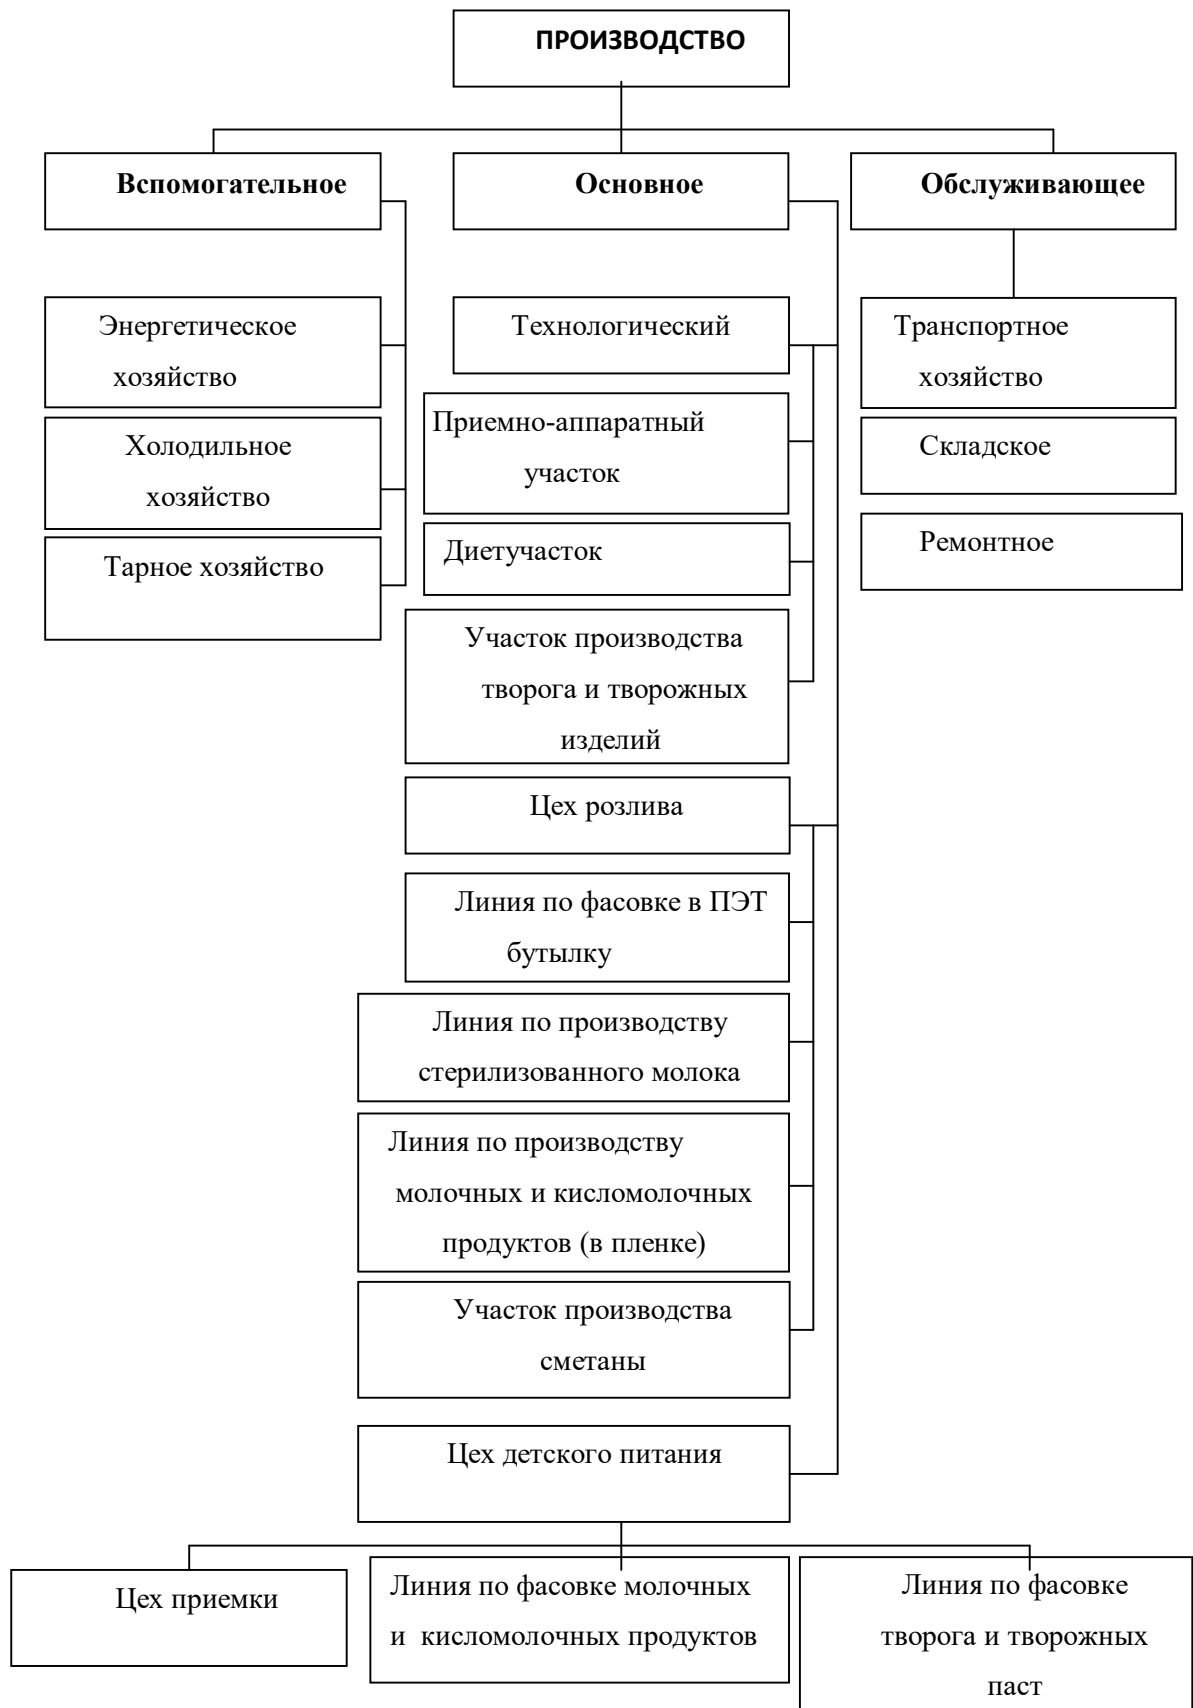 ПРОИЗВОДСТВО
Вспомогательное
Основное
Обслуживающее
Энергетическое
хозяйство
Холодильное
хозяйство
Тарное хозяйство
Технологический
Приемно-аппаратный
участок
Диетучасток
Участок производства
творога и творожных
изделий
Цех розлива
Линия по фасовке в ПЭТ
бутылку
Линия по производству
стерилизованного молока
Линия по производству
молочных и кисломолочных
продуктов (в пленке)
Участок производства
сметаны
Цех детского питания
Транспортное
хозяйство
Складское
Ремонтное
Цех приемки
Линия по фасовке молочных
и кисломолочных продуктов
Линия по фасовке
творога и творожных
паст